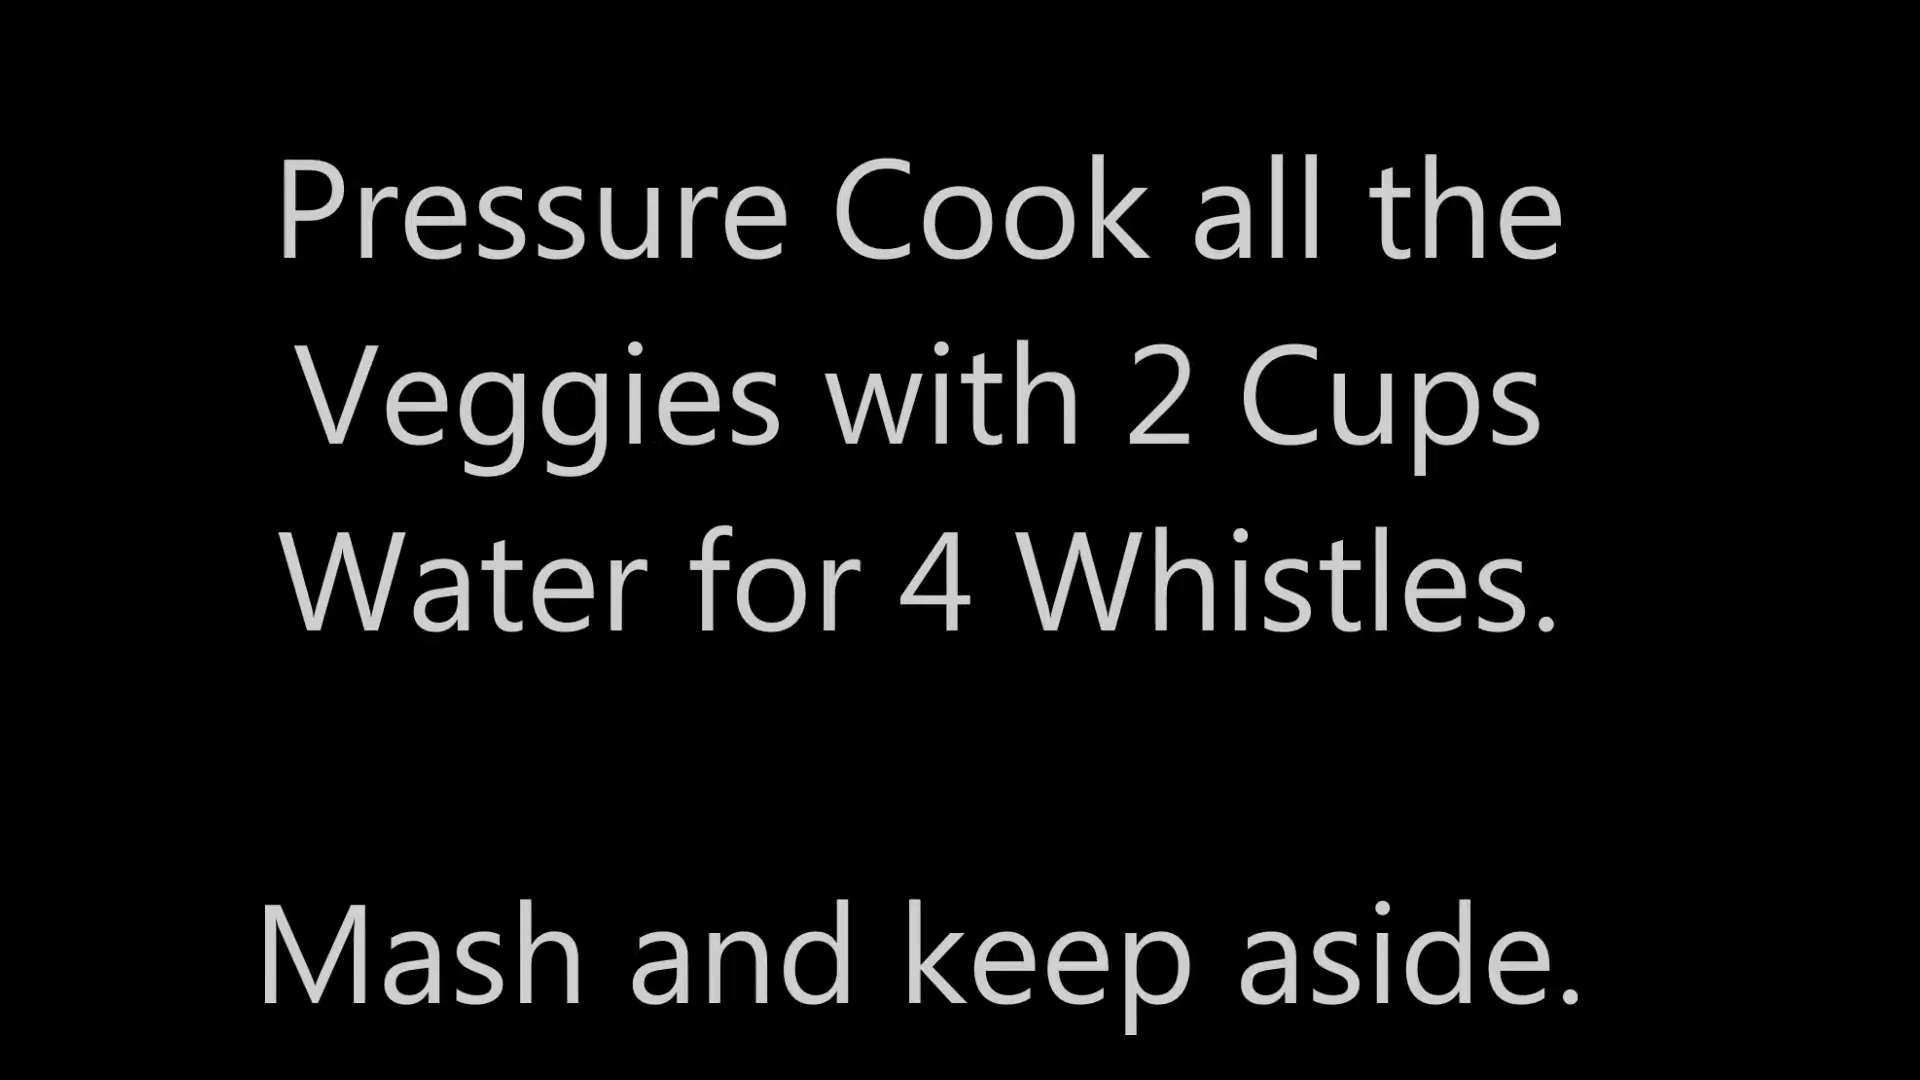 Pressure Cook all the
Veggies with 2 Cups
Water for 4 Whistles.
Mash and keep aside.